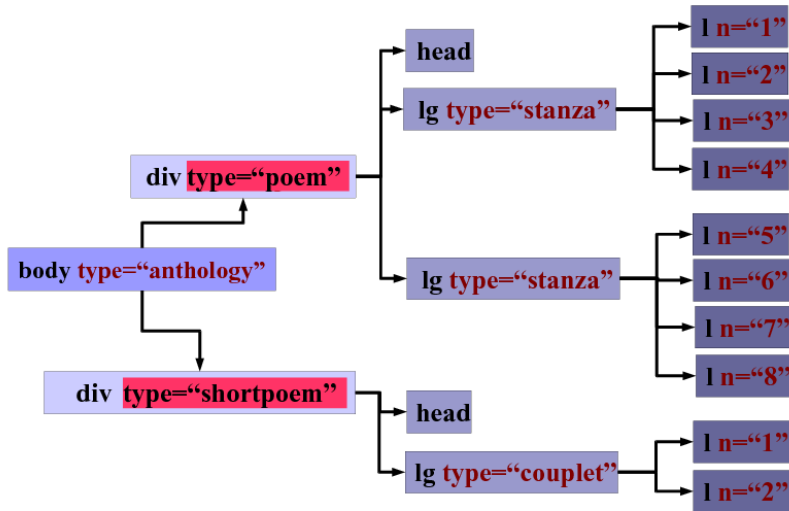 body type=“anthology”
div type=“poem”
head
lg type=“stanza”
l n=“1”
l n=“2”
l n=“3”
l n=“4”
lg type=“stanza”
l n=“5”
l n=“6”
l n=“7”
l n=“8”
div type=“shortpoem”
head
lg type=“couplet”
l n=“1”
l n=“2”